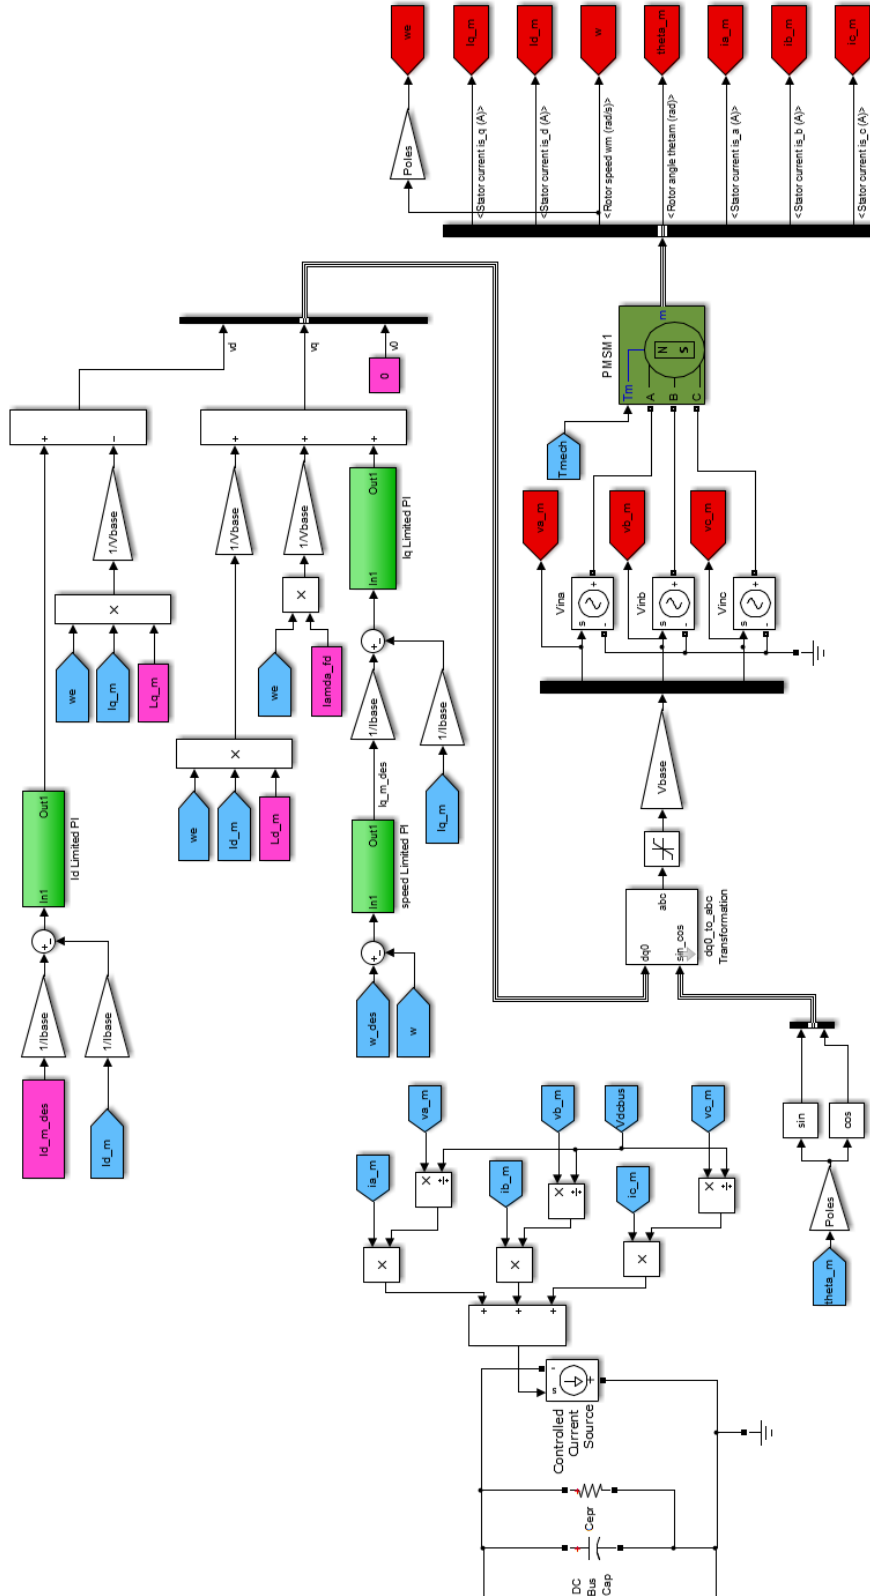 we
Iq_m
Id_m
w
theta_m
ia_m
ib_m
ic_m
Poles
<Stator current is_q (A)>
<Stator current is_d (A)>
<Rotor speed wm (rad/s)>
<Rotor angle thetam (rad)>
<Stator current is_a (A)>
<Stator current is_b (A)>
<Stator current is_c (A)>
vd
vq
v0
0
+
-
+
+
+
1/Vbase
1/Vbase
1/Vbase
×
×
×
we
Iq_m
Lq_m
we
lamda_fd
we
Id_m
Ld_m
In1
Out1
Iq Limited PI
In1
Out1
Id Limited PI
In1
Out1
speed Limited PI
Iq_m_des
1/Ibase
1/Ibase
Iq_m
+
-
+
-
+
-
w_des
w
1/Ibase
1/Ibase
Id_m_des
Id_m
PMSM1
Tm
m
A
B
C
N
S
Tmech
va_m
vb_m
vc_m
Vina
Vinb
Vinc
s
+
-
s
+
-
s
+
-
Vbase
dq0
abc
sin_cos
dq0_to_abc
Transformation
sin
cos
Poles
theta_m
va_m
vb_m
Vdcbus
vc_m
ia_m
ib_m
ic_m
×
÷
×
÷
×
÷
×
×
×
+
+
+
s
-
+
Controlled
Current
Source
Cepr
+
DC
Bus
Cap
+